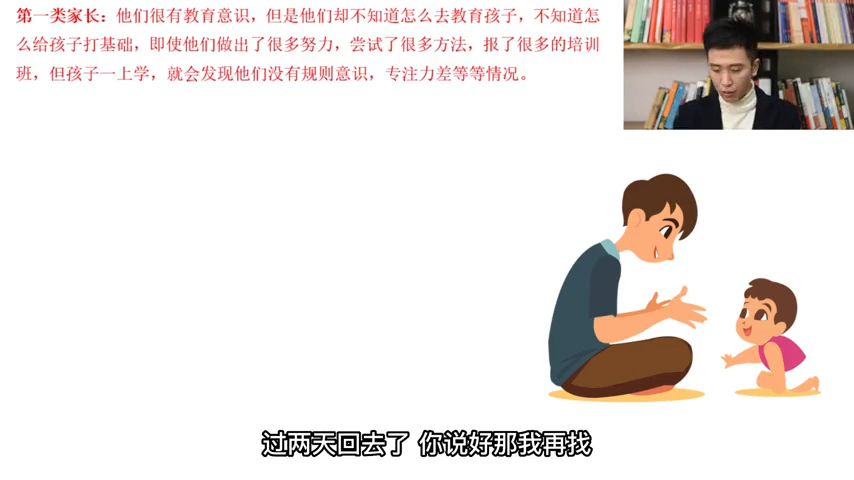 第一类家长：他们很有教育意识，但是他们却不知道怎么去教育孩子，不知道怎
么给孩子打基础，即使他们做出了很多努力，尝试了很多方法，报了很多的培训
班，但孩子一上学，就会发现他们没有规则意识，专注力差等等情况。
过两天回去了 你说好那我再找